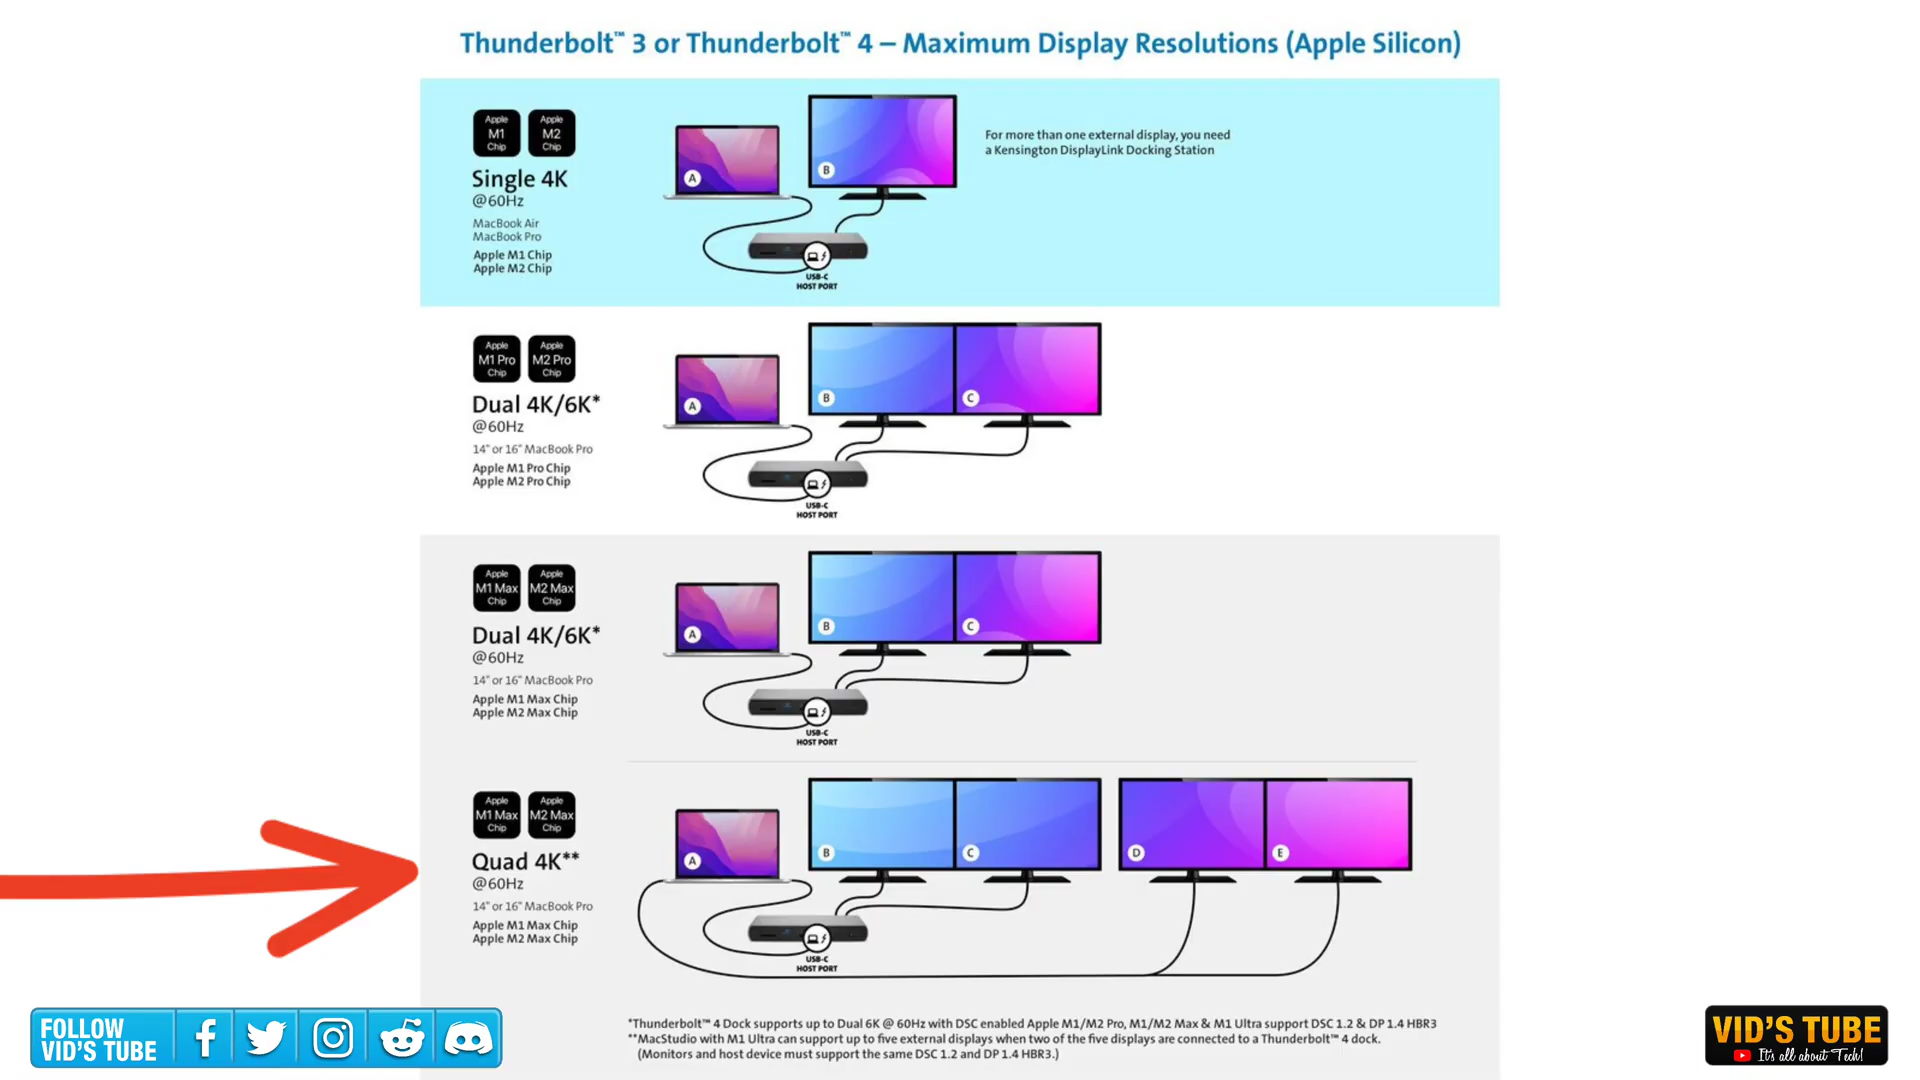 Thunderbolt™ 3 or Thunderbolt™ 4 – Maximum Display Resolutions (Apple Silicon)
Apple M1 Chip
Apple M2 Chip
Single 4K
@60Hz
MacBook Air
MacBook Pro
Apple M1 Chip
Apple M2 Chip
A
B
USB-C
HOST PORT
For more than one external display, you need
a Kensington DisplayLink Docking Station
Apple M1 Pro Chip
Apple M2 Pro Chip
Dual 4K/6K*
@60Hz
14" or 16" MacBook Pro
Apple M1 Pro Chip
Apple M2 Pro Chip
A
B
C
USB-C
HOST PORT
Apple M1 Max Chip
Apple M2 Max Chip
Dual 4K/6K*
@60Hz
14" or 16" MacBook Pro
Apple M1 Max Chip
Apple M2 Max Chip
A
B
C
USB-C
HOST PORT
Apple M1 Max Chip
Apple M2 Max Chip
Quad 4K**
@60Hz
14" or 16" MacBook Pro
Apple M1 Max Chip
Apple M2 Max Chip
A
B
C
D
E
USB-C
HOST PORT
*Thunderbolt™ 4 Dock supports up to Dual 6K @ 60Hz with DSC enabled Apple M1/M2 Pro, M1/M2 Max & M1 Ultra support DSC 1.2 & DP 1.4 HBR3
**MacStudio with M1 Ultra can support up to five external displays when two of the five displays are connected to a Thunderbolt™ 4 dock.
(Monitors and host device must support the same DSC 1.2 and DP 1.4 HBR3.)
FOLLOW
VID'S TUBE
VID'S TUBE
It's all about Tech!